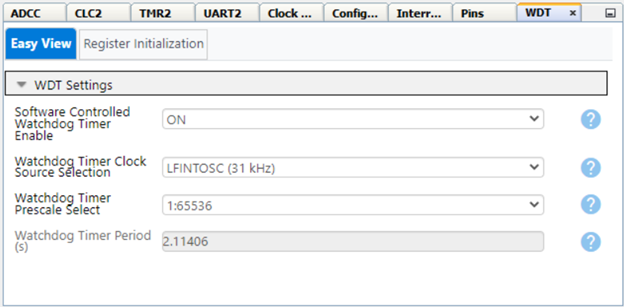 ADCC CLC2 TMR2 UART2 Clock ... Config... Interr... Pins WDT ×
Easy View Register Initialization
WDT Settings
Software Controlled
Watchdog Timer
Enable
ON
?
Watchdog Timer Clock
Source Selection
LFINTOSC (31 kHz)
?
Watchdog Timer
Prescale Select
1:65536
?
Watchdog Timer Period
(s)
2.11406
?